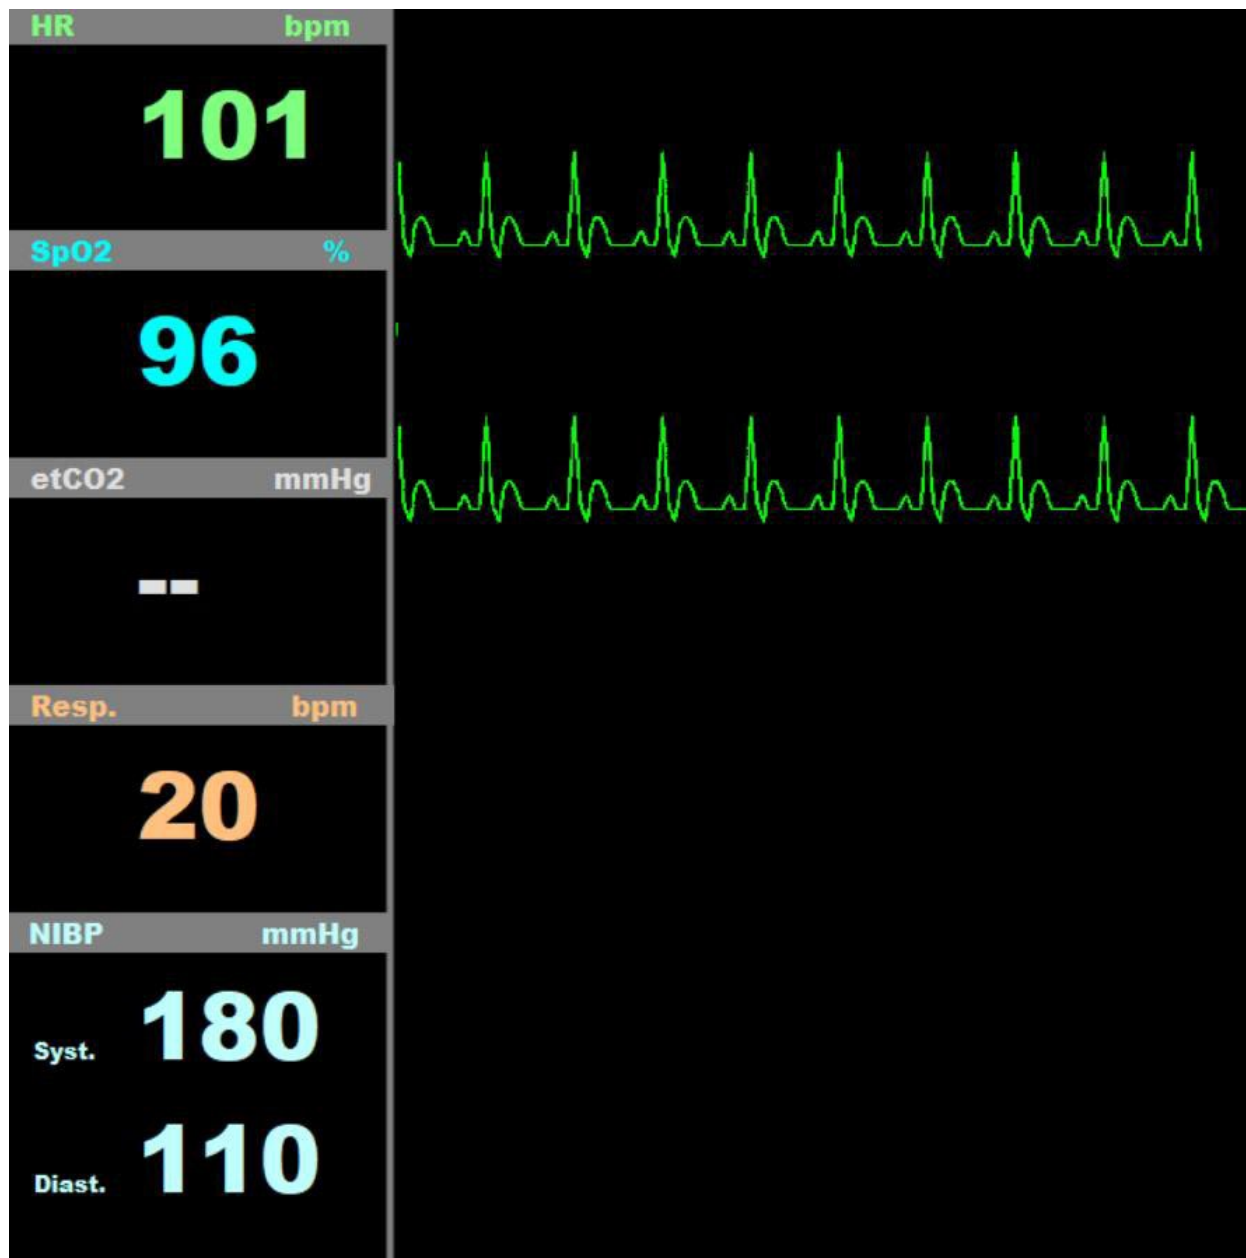 HR bpm
101
SpO2 %
96
etCO2 mmHg
--
Resp. bpm
20
NIBP mmHg
Syst. 180
Diast. 110